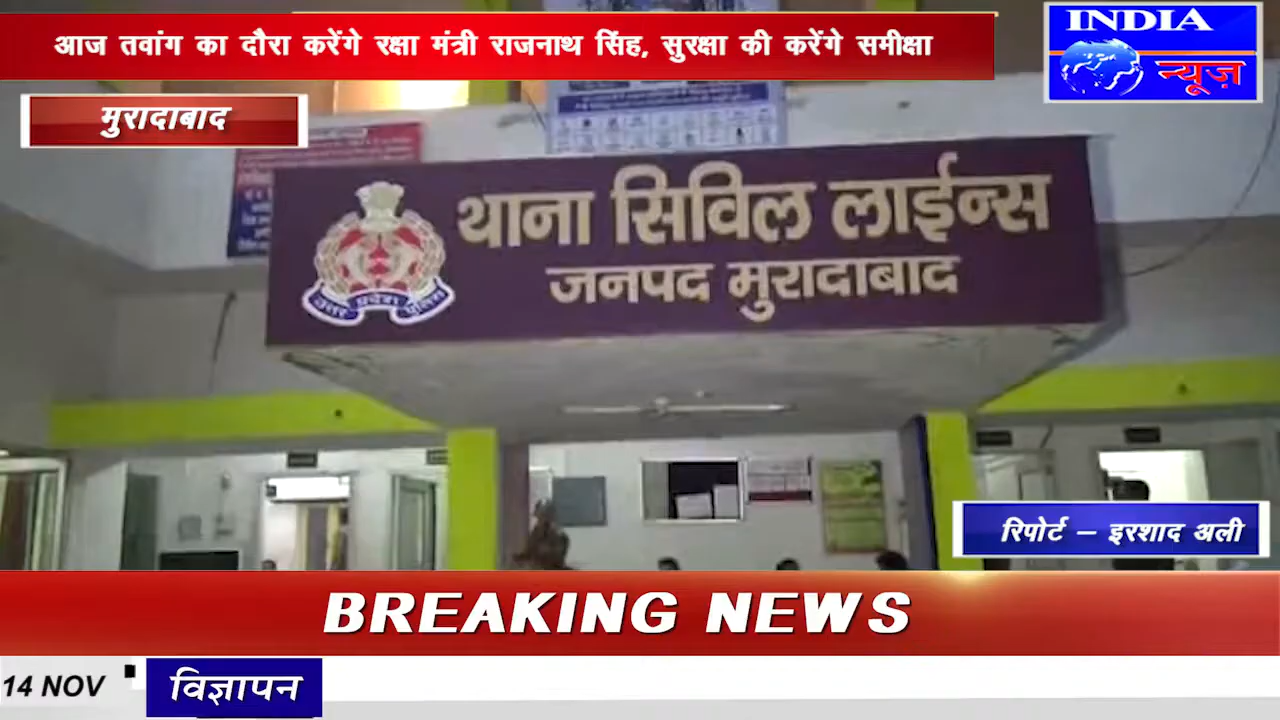 आज तवांग का दौरा करेंगे रक्षा मंत्री राजनाथ सिंह, सुरक्षा की करेंगे समीक्षा
INDIA
न्यूज़
मुरादाबाद
थाना सिविल लाईन्स
जनपद मुरादाबाद
उत्तर प्रदेश पुलिस
रिपोर्ट – इरशाद अली
BREAKING NEWS
14 NOV
विज्ञापन